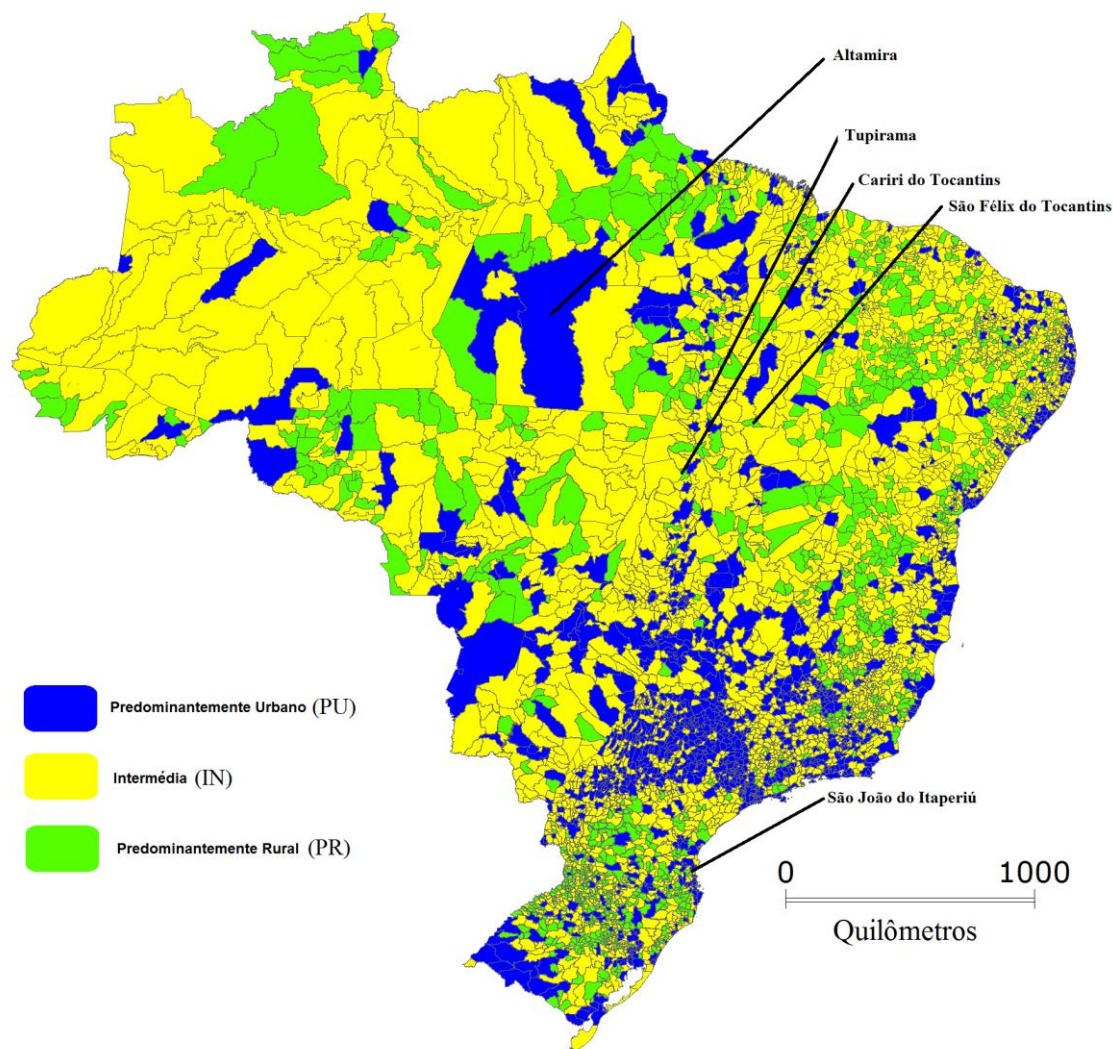 Altamira
Tupirama
Cariri do Tocantins
São Félix do Tocantins
Predominantemente Urbano (PU)
Intermédia (IN)
Predominantemente Rural (PR)
São João do Itaperiú
0 1000
Quilômetros